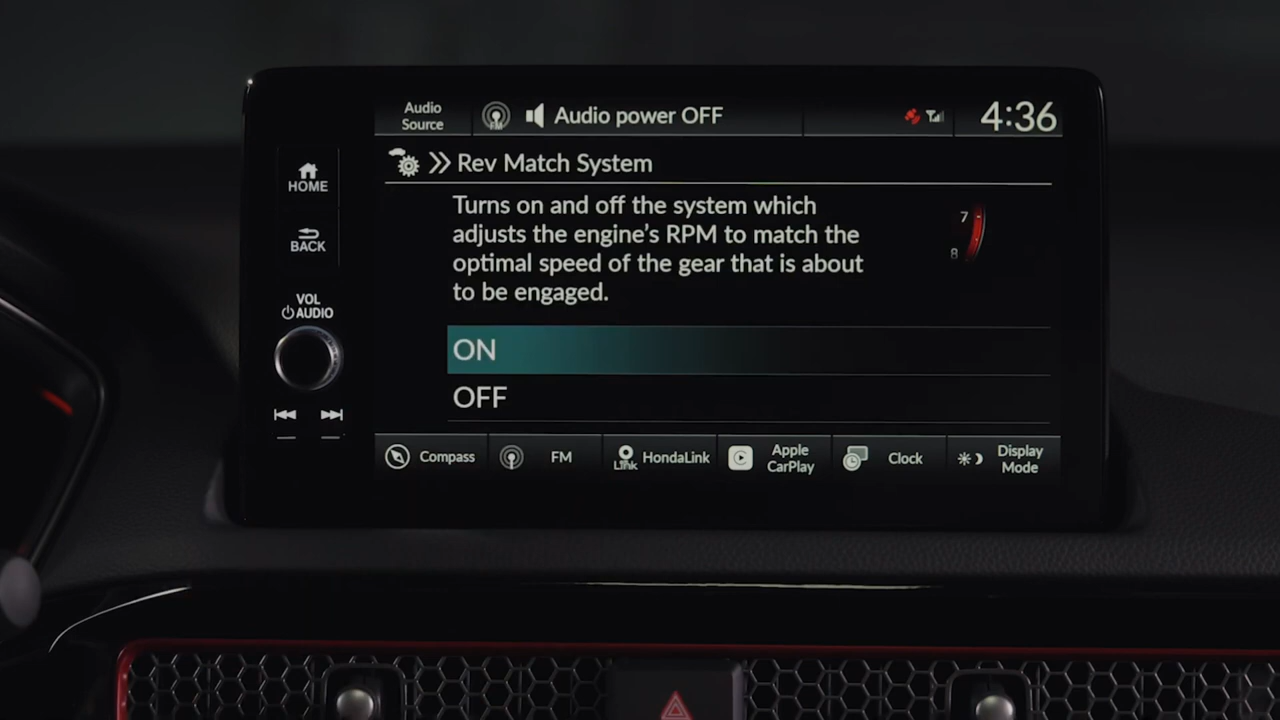 Audio
Source
FM
Audio power OFF
4:36
HOME
BACK
VOL
AUDIO
Rev Match System
Turns on and off the system which
adjusts the engine's RPM to match the
optimal speed of the gear that is about
to be engaged.
7
8
ON
OFF
Compass
FM
Link
HondaLink
Apple
CarPlay
Clock
Display
Mode